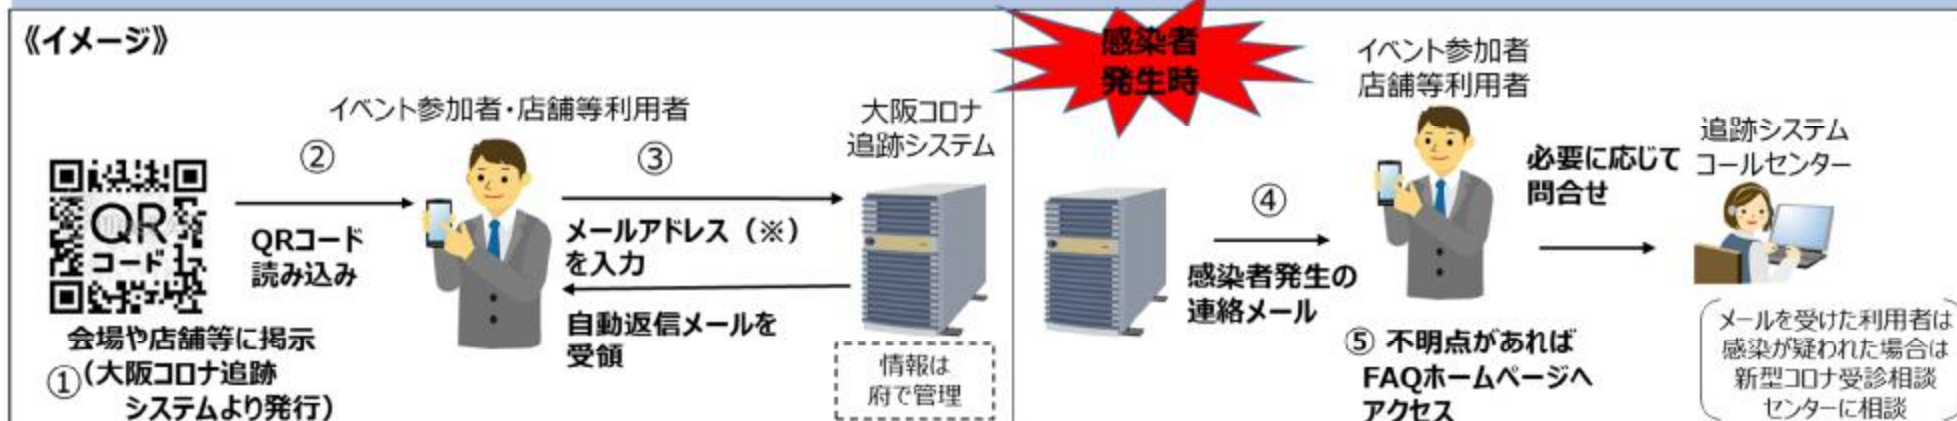 《イメージ》
イベント参加者・店舗等利用者
大阪コロナ
追跡システム
QR
コード
②
QRコード
読み込み
③
メールアドレス（※）
を入力
自動返信メールを
受領
会場や店舗等に掲示
①(大阪コロナ追跡
システムより発行)
情報は
府で管理
感染者
発生時
イベント参加者
店舗等利用者
④
感染者発生の
連絡メール
必要に応じて
問合せ
追跡システム
コールセンター
⑤ 不明点があれば
FAQホームページへ
アクセス
メールを受けた利用者は
感染が疑われた場合は
新型コロナ受診相談
センターに相談